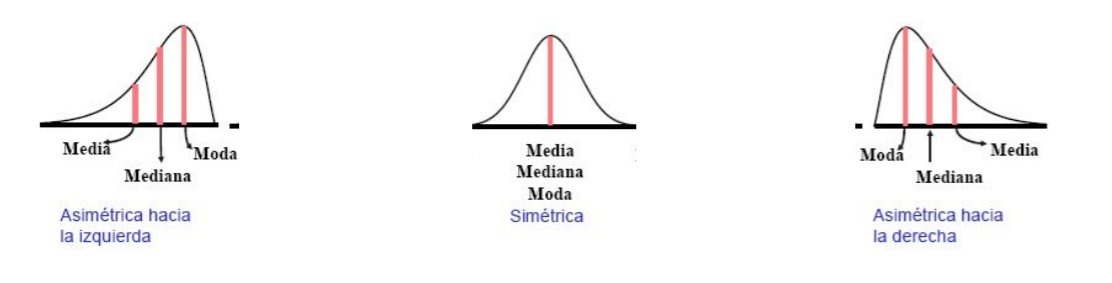 Media
Moda
Mediana
Asimétrica hacia
la izquierda
Media
Mediana
Moda
Simétrica
Moda
Media
Mediana
Asimétrica hacia
la derecha